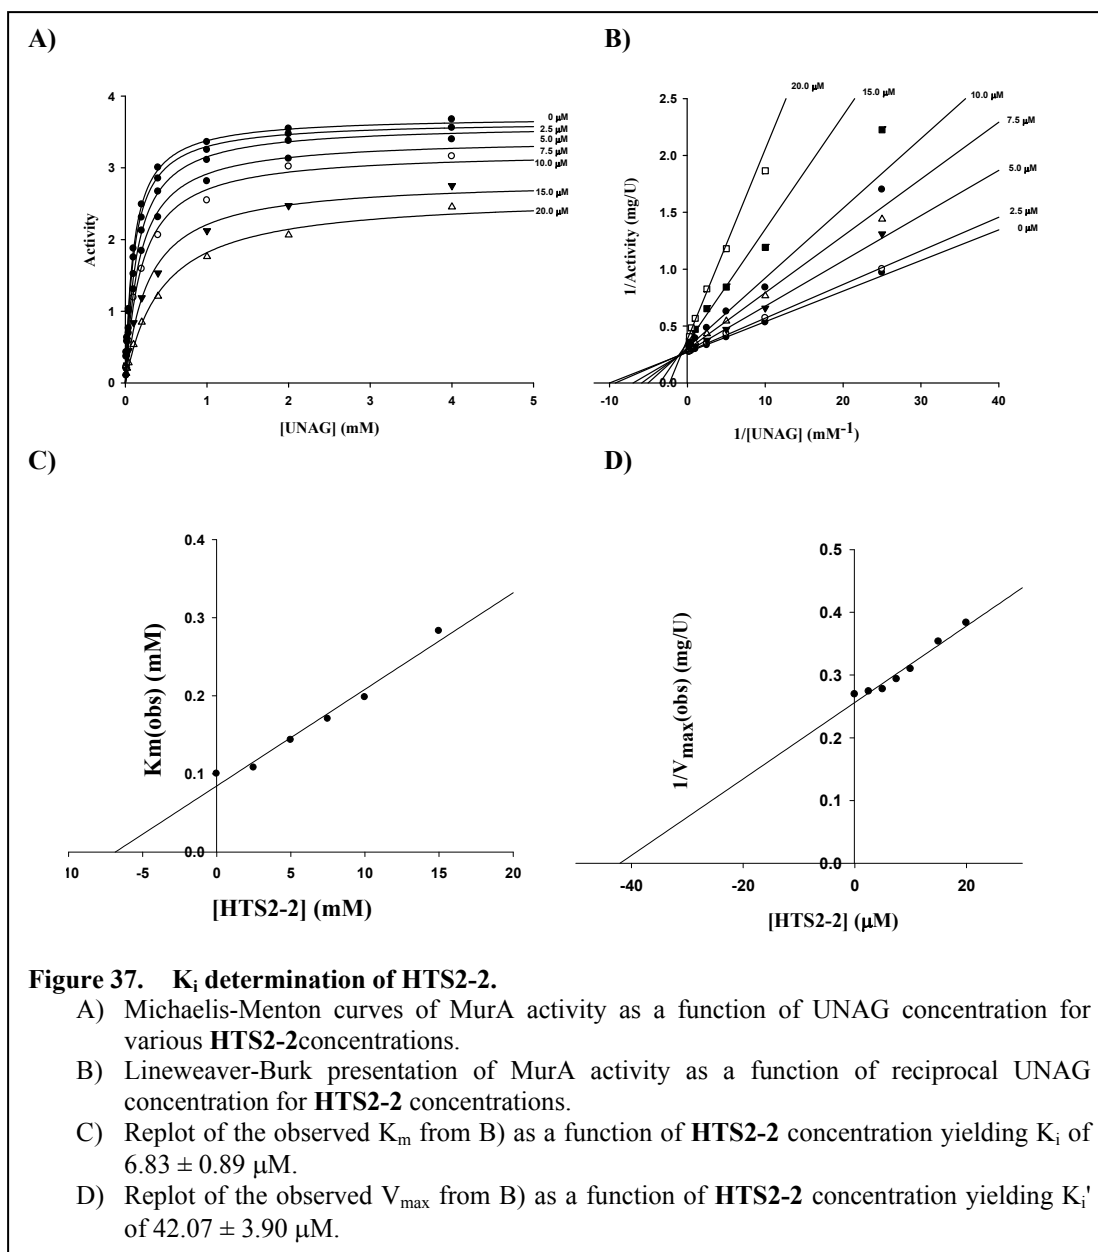 A)
B)
4
3
2
1
0
0 1 2 3 4 5
Activity
[UNAG] (mM)
0 µM
2.5 µM
5.0 µM
7.5 µM
10.0 µM
15.0 µM
20.0 µM
20.0 µM
15.0 µM
10.0 µM
7.5 µM
5.0 µM
2.5 µM
0 µM
2.5
2.0
1.5
1.0
0.5
0.0
-10 0 10 20 30 40
1/Activity (mg/U)
1/[UNAG] (mM-1)
C)
D)
0.4
0.3
0.2
0.1
0.0
10 -5 0 5 10 15 20
Km(obs) (mM)
[HTS2-2] (mM)
0.5
0.4
0.3
0.2
0.1
0.0
-40 -20 0 20
1/Vmax(obs) (mg/U)
[HTS2-2] (µM)
Figure 37. Ki determination of HTS2-2.
A) Michaelis-Menton curves of MurA activity as a function of UNAG concentration for
various HTS2-2concentrations.
B) Lineweaver-Burk presentation of MurA activity as a function of reciprocal UNAG
concentration for HTS2-2 concentrations.
C) Replot of the observed Km from B) as a function of HTS2-2 concentration yielding Ki of
6.83 ± 0.89 µM.
D) Replot of the observed Vmax from B) as a function of HTS2-2 concentration yielding Ki'
of 42.07 ± 3.90 µM.